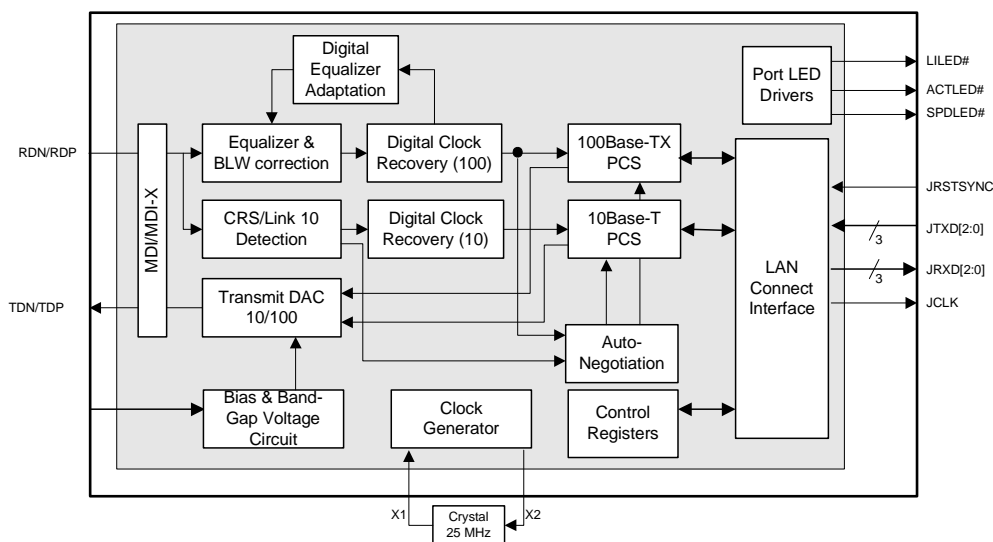 Digital
Equalizer
Adaptation
Port LED
Drivers
LILED#
ACTLED#
SPDLED#
RDN/RDP
MDI/MDI-X
Equalizer &
BLW correction
Digital Clock
Recovery (100)
100Base-TX
PCS
JRSTSYNC
CRS/Link 10
Detection
Digital Clock
Recovery (10)
10Base-T
PCS
JTXD[2:0]
3
LAN
Connect
Interface
JRXD[2:0]
3
TDN/TDP
Transmit DAC
10/100
JCLK
Auto-
Negotiation
Bias & Band-
Gap Voltage
Circuit
Clock
Generator
Control
Registers
X1
X2
Crystal
25 MHz